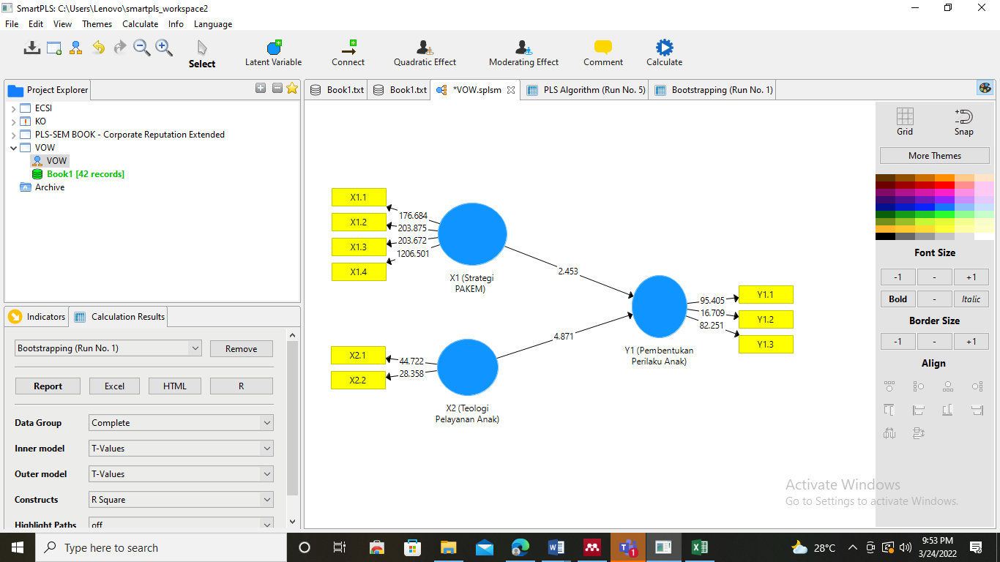 SmartPLS: C:\Users\Lenovo\smartpls_workspace2
File Edit View Themes Calculate Info Language
Select
Latent Variable
Connect
Quadratic Effect
Moderating Effect
Comment
Calculate
Project Explorer
ECSI
KO
PLS-SEM BOOK - Corporate Reputation Extended
VOW
VOW
Book1 [42 records]
Archive
Indicators
Calculation Results
Bootstrapping (Run No. 1)
Remove
Report
Excel
HTML
R
Data Group
Complete
Inner model
T-Values
Outer model
T-Values
Constructs
R Square
Highlight Paths
off
Book1.txt
Book1.txt
*VOW.splsm
PLS Algorithm (Run No. 5)
Bootstrapping (Run No. 1)
X1.1
X1.2
X1.3
X1.4
176.684
203.875
203.672
1206.501
X1 (Strategi
PAKEM)
2.453
X2.1
X2.2
44.722
28.358
X2 (Teologi
Pelayanan Anak)
4.871
Y1 (Pembentukan
Perilaku Anak)
95.405
16.709
82.251
Y1.1
Y1.2
Y1.3
Grid
Snap
More Themes
Font Size
-1
-
+1
Bold
-
Italic
Border Size
-1
-
+1
Align
Activate Windows
Go to Settings to activate Windows.
Type here to search
1
28°C
9:53 PM
3/24/2022